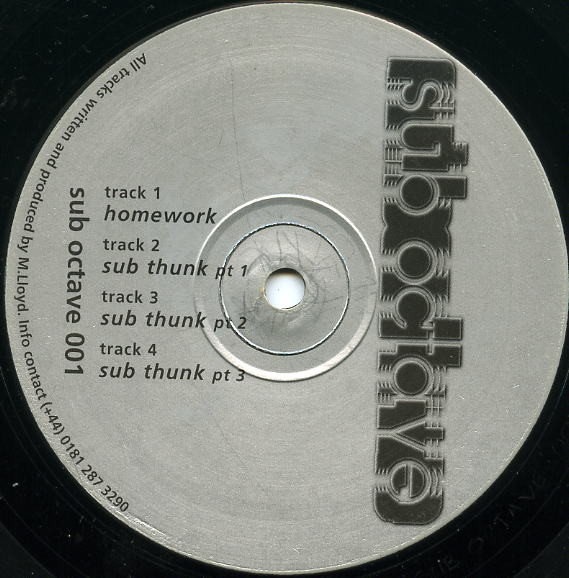 track 1
homework
track 2
sub thunk pt 1
track 3
sub thunk pt 2
track 4
sub thunk pt 3
sub octave 001
All tracks written and produced by M.Lloyd. Info contact (+44) 0181 287 3290
sub octave